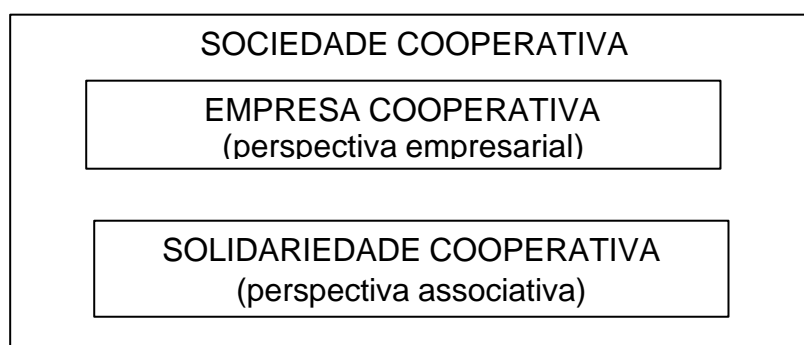 SOCIEDADE COOPERATIVA
EMPRESA COOPERATIVA
(perspectiva empresarial)
SOLIDARIEDADE COOPERATIVA
(perspectiva associativa)